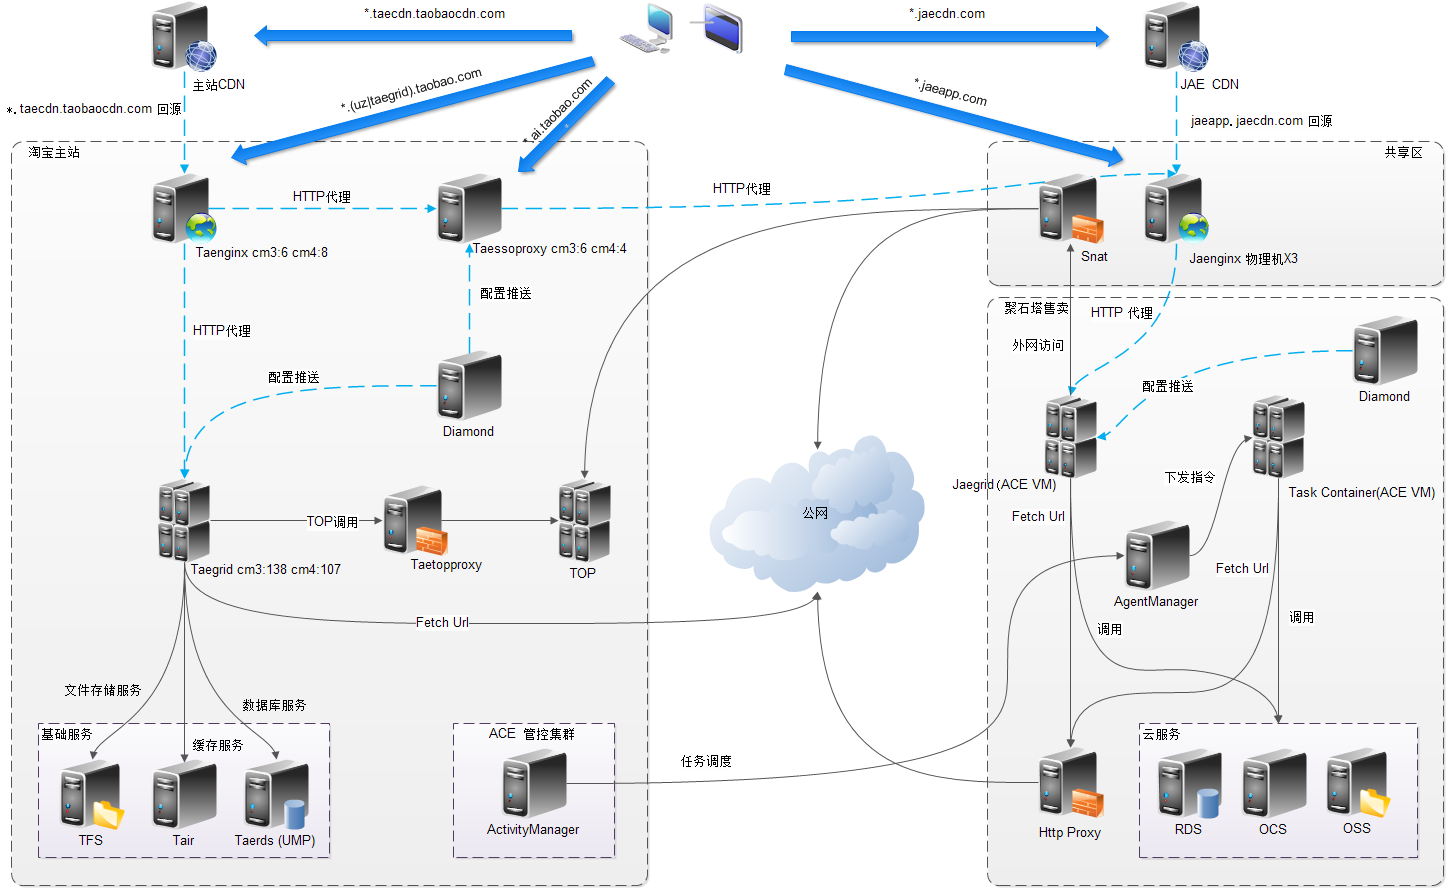 *.taecdn.taobaocdn.com
*.jaecdn.com
主站CDN
*.(uz|taegrid).taobao.com
*.ai.taobao.com
*.jaeapp.com
JAE CDN
*. taecdn.taobaocdn.com 回源
jaeapp. jaecdn.com 回源
淘宝主站
共享区
HTTP代理
HTTP代理
Taenginx cm3:6 cm4:8
Taessoproxy cm3:6 cm4:4
Snat
Jaenginx 物理机X3
配置推送
聚石塔售卖
HTTP 代理
HTTP代理
外网访问
配置推送
配置推送
Diamond
Diamond
下发指令
Jaegrid (ACE VM)
Task Container(ACE VM)
公网
Fetch Url
TOP调用
Taegrid cm3:138 cm4:107
Taetopproxy
TOP
Fetch Url
AgentManager
Fetch Url
调用
调用
文件存储服务
数据库服务
基础服务
缓存服务
ACE 管控集群
云服务
任务调度
TFS
Tair
Taerds (UMP)
ActivityManager
Http Proxy
RDS
OCS
OSS